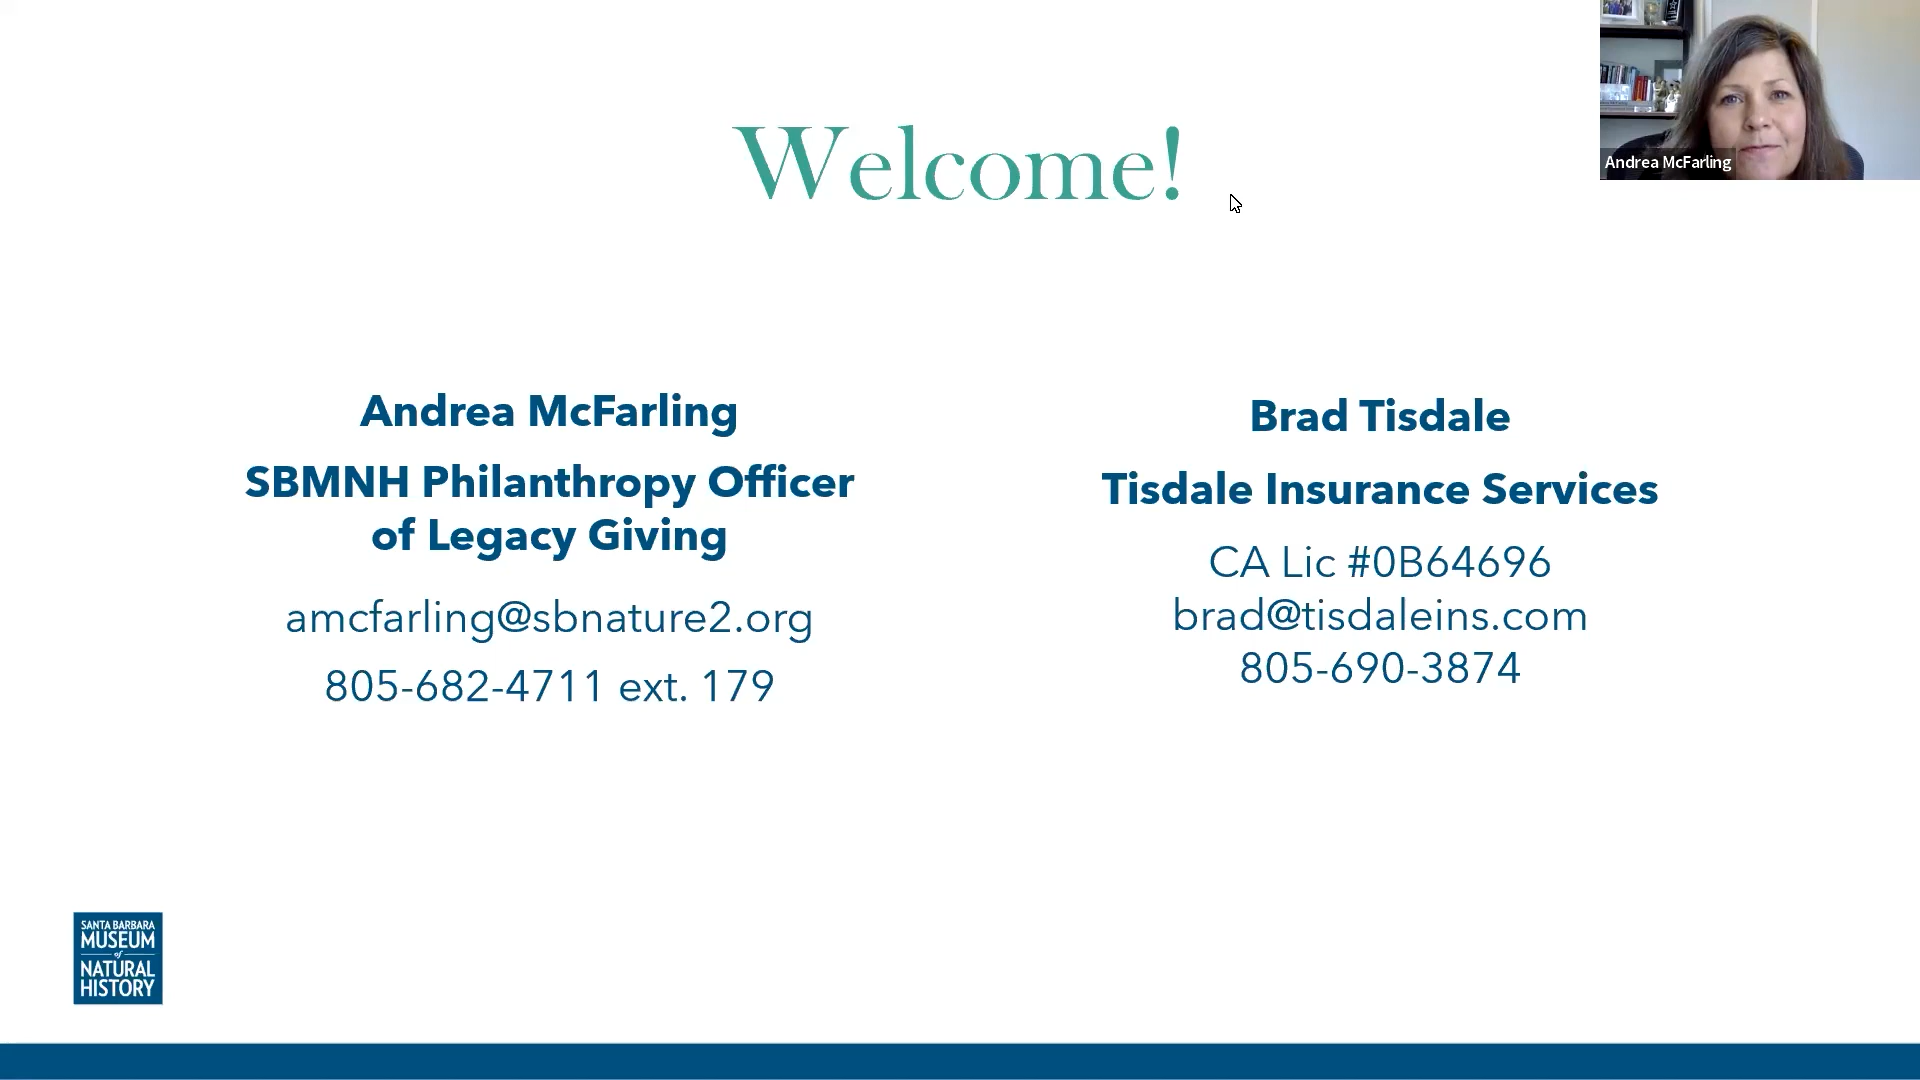 Welcome!
Andrea McFarling
Andrea McFarling
SBMNH Philanthropy Officer
of Legacy Giving
amcfarling@sbnature2.org
805-682-4711 ext. 179
Brad Tisdale
Tisdale Insurance Services
CA Lic #0B64696
brad@tisdaleins.com
805-690-3874
SANTA BARBARA
MUSEUM
of
NATURAL
HISTORY